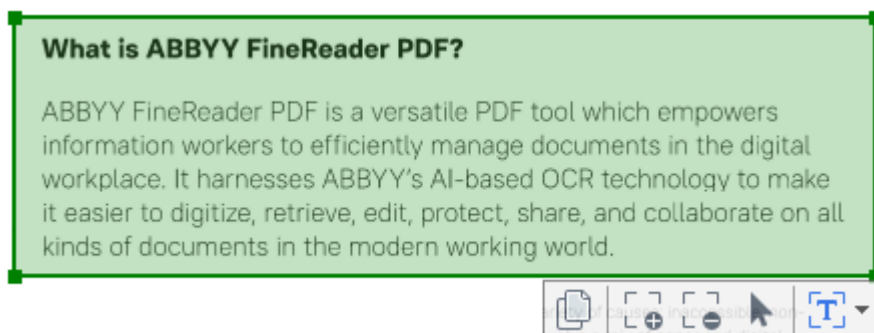 What is ABBYY FineReader PDF?
ABBYY FineReader PDF is a versatile PDF tool which empowers
information workers to efficiently manage documents in the digital
workplace. It harnesses ABBYY's AI-based OCR technology to make
it easier to digitize, retrieve, edit, protect, share, and collaborate on all
kinds of documents in the modern working world.
T